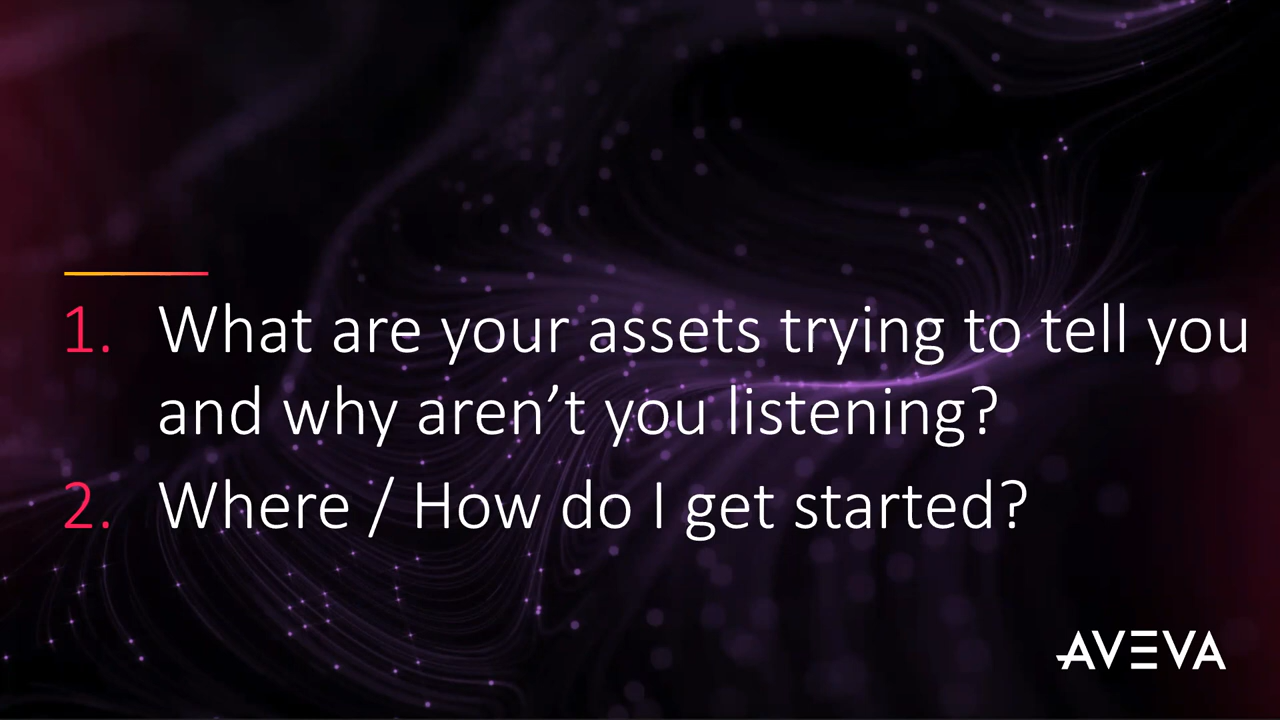 1. What are your assets trying to tell you
and why aren’t you listening?
2. Where / How do I get started?
AVEVA